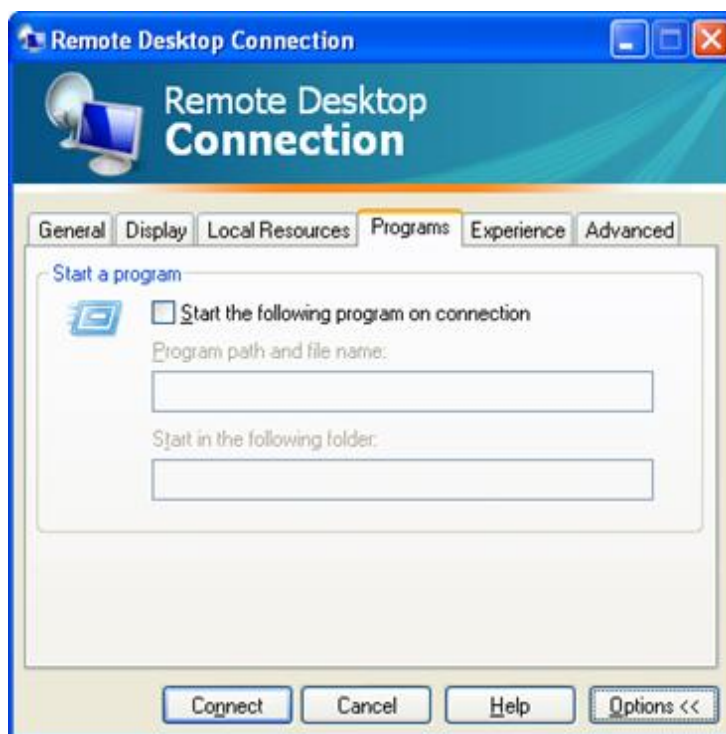 Remote Desktop Connection
Remote Desktop
Connection
General Display Local Resources Programs Experience Advanced
Start a program
Start the following program on connection
Program path and file name:
Start in the following folder:
Connect Cancel Help Options <<